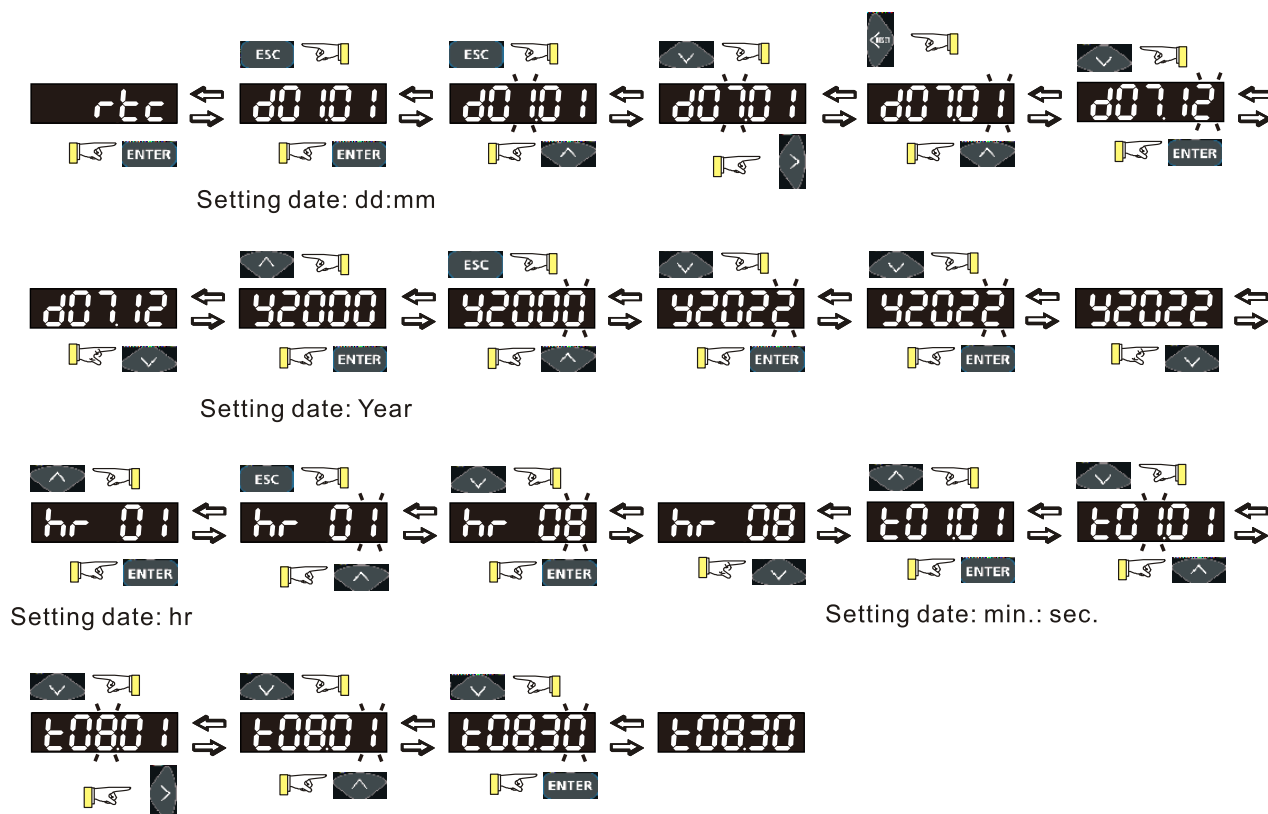 ESC ESC RESET
rtc d01.01 d01.01 d07.01 d07.01 d07.12
ENTER ENTER ENTER
Setting date: dd:mm
ESC
d07.12 y2000 y2000 y2022 y2022 y2022
ENTER ENTER ENTER
Setting date: Year
ESC
hr 01 hr 01 hr 08 hr 08 t01.01 t01.01
ENTER ENTER ENTER
Setting date: hr
Setting date: min.: sec.
t08.01 t08.01 t08.30 t08.30
ENTER